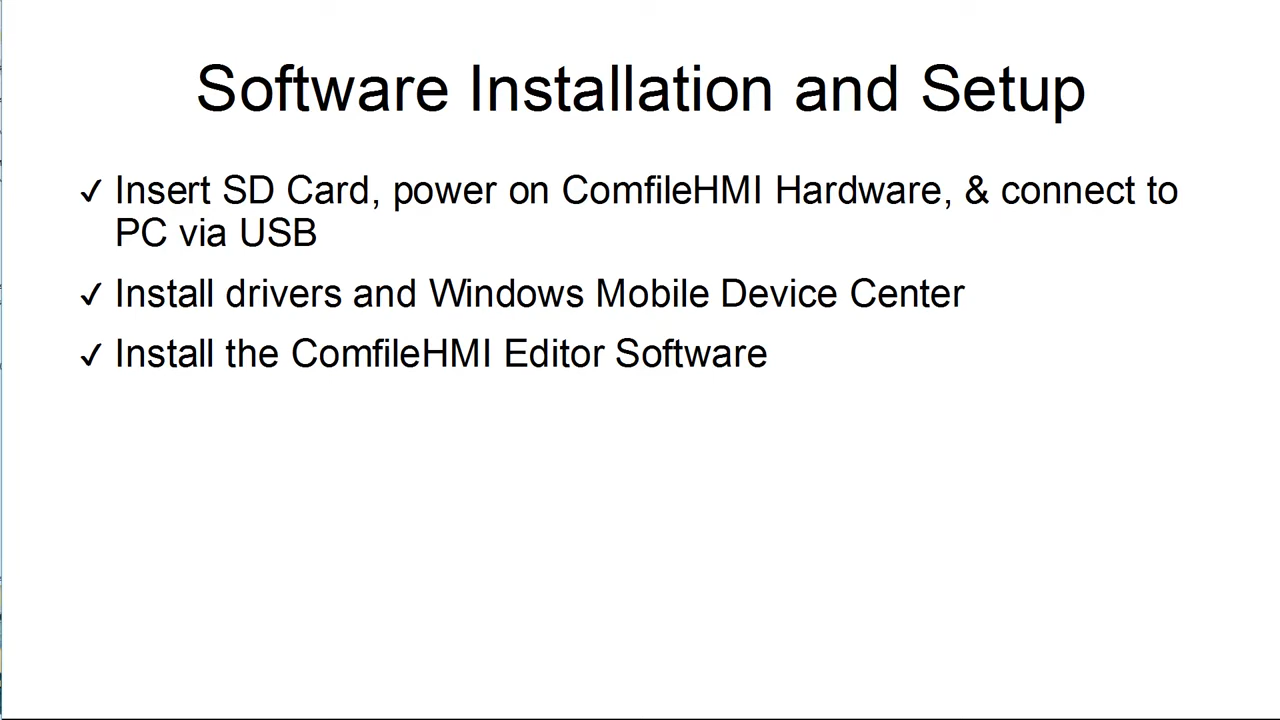 Software Installation and Setup
✓ Insert SD Card, power on ComfileHMI Hardware, & connect to
PC via USB
✓ Install drivers and Windows Mobile Device Center
✓ Install the ComfileHMI Editor Software